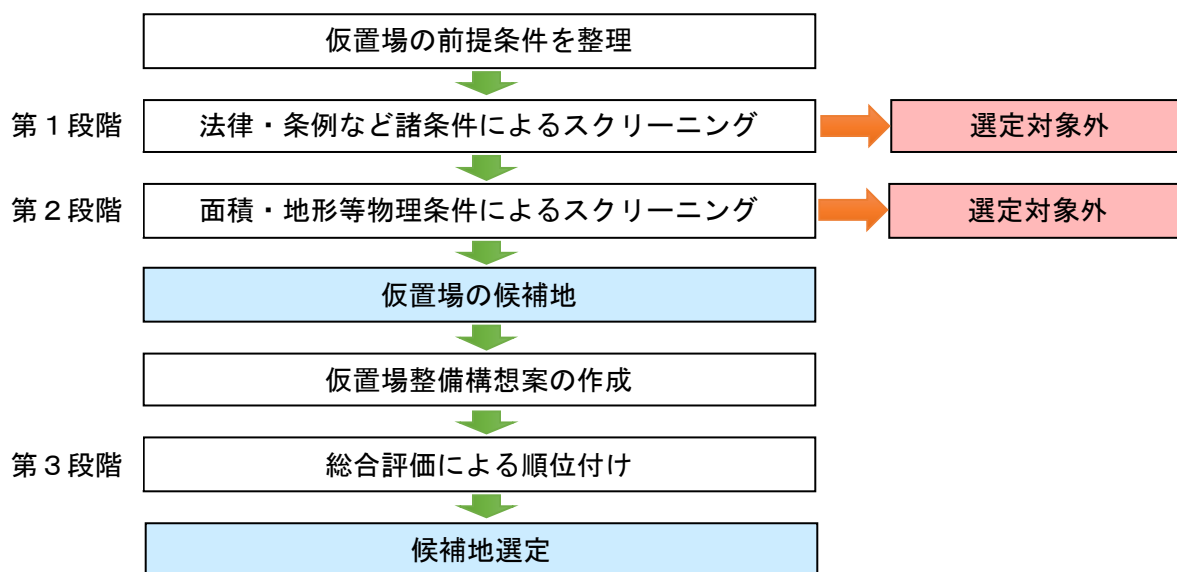 仮置場の前提条件を整理
第1段階
法律・条例など諸条件によるスクリーニング
選定対象外
第2段階
面積・地形等物理条件によるスクリーニング
選定対象外
仮置場の候補地
仮置場整備構想案の作成
第3段階
総合評価による順位付け
候補地選定